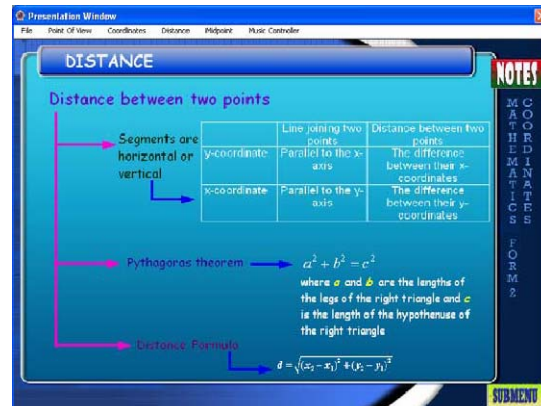 Presentation Window
File Point Of View Coordinates Distance Midpoint Music Controller
DISTANCE
NOTES
Distance between two points
Segments are
horizontal or
vertical
Line joining two
points
Distance between two
points
y-coordinate
Parallel to the x-
axis
The difference
between their x-
coordinates
x-coordinate
Parallel to the y-
axis
The difference
between their y-
coordinates
Pythagoras theorem
a² + b² = c²
where a and b are the lengths of
the legs of the right triangle and c
is the length of the hypothenuse of
the right triangle
Distance Formula
d = √(x₂ - x₁)² + (y₂ - y₁)²
MATHEMATICS FORM 2
COORDINATES
SUBMENU